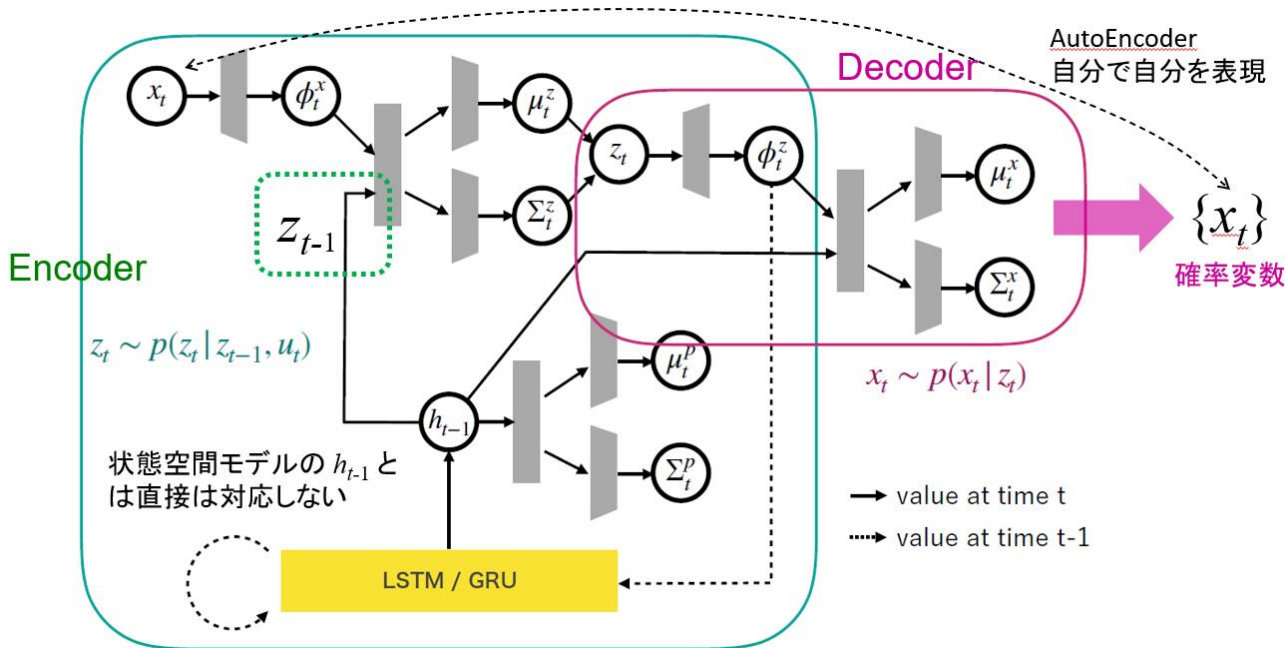 AutoEncoder
自分で自分を表現
Decoder
x_t
ϕ_t^x
μ_t^z
z_t
ϕ_t^z
μ_t^x
Σ_t^z
z_{t-1}
{x_t}
Encoder
Σ_t^x
確率変数
z_t ~ p(z_t | z_{t−1}, u_t)
μ_t^p
x_t ~ p(x_t | z_t)
h_{t−1}
状態空間モデルの h_{t-1} と
は直接は対応しない
Σ_t^p
value at time t
value at time t-1
LSTM / GRU